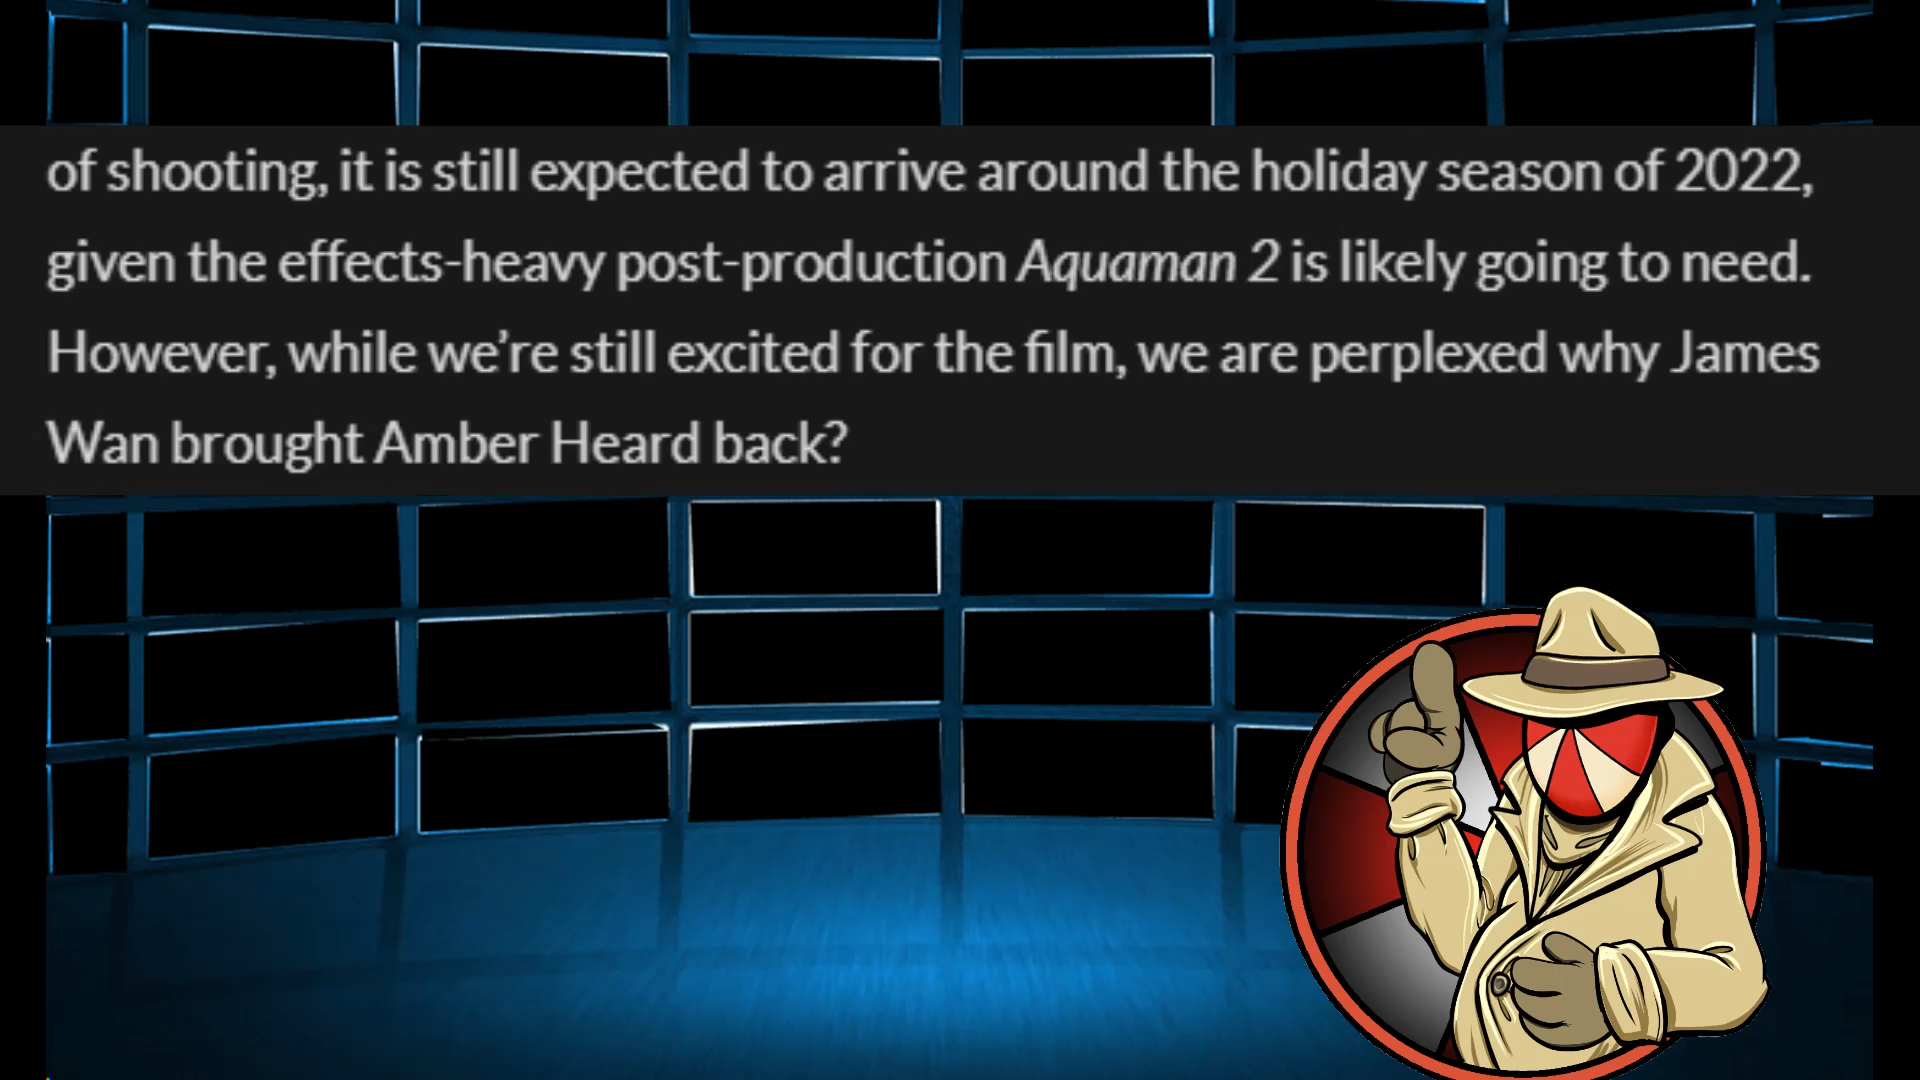 of shooting, it is still expected to arrive around the holiday season of 2022,
given the effects-heavy post-production Aquaman 2 is likely going to need.
However, while we’re still excited for the film, we are perplexed why James
Wan brought Amber Heard back?